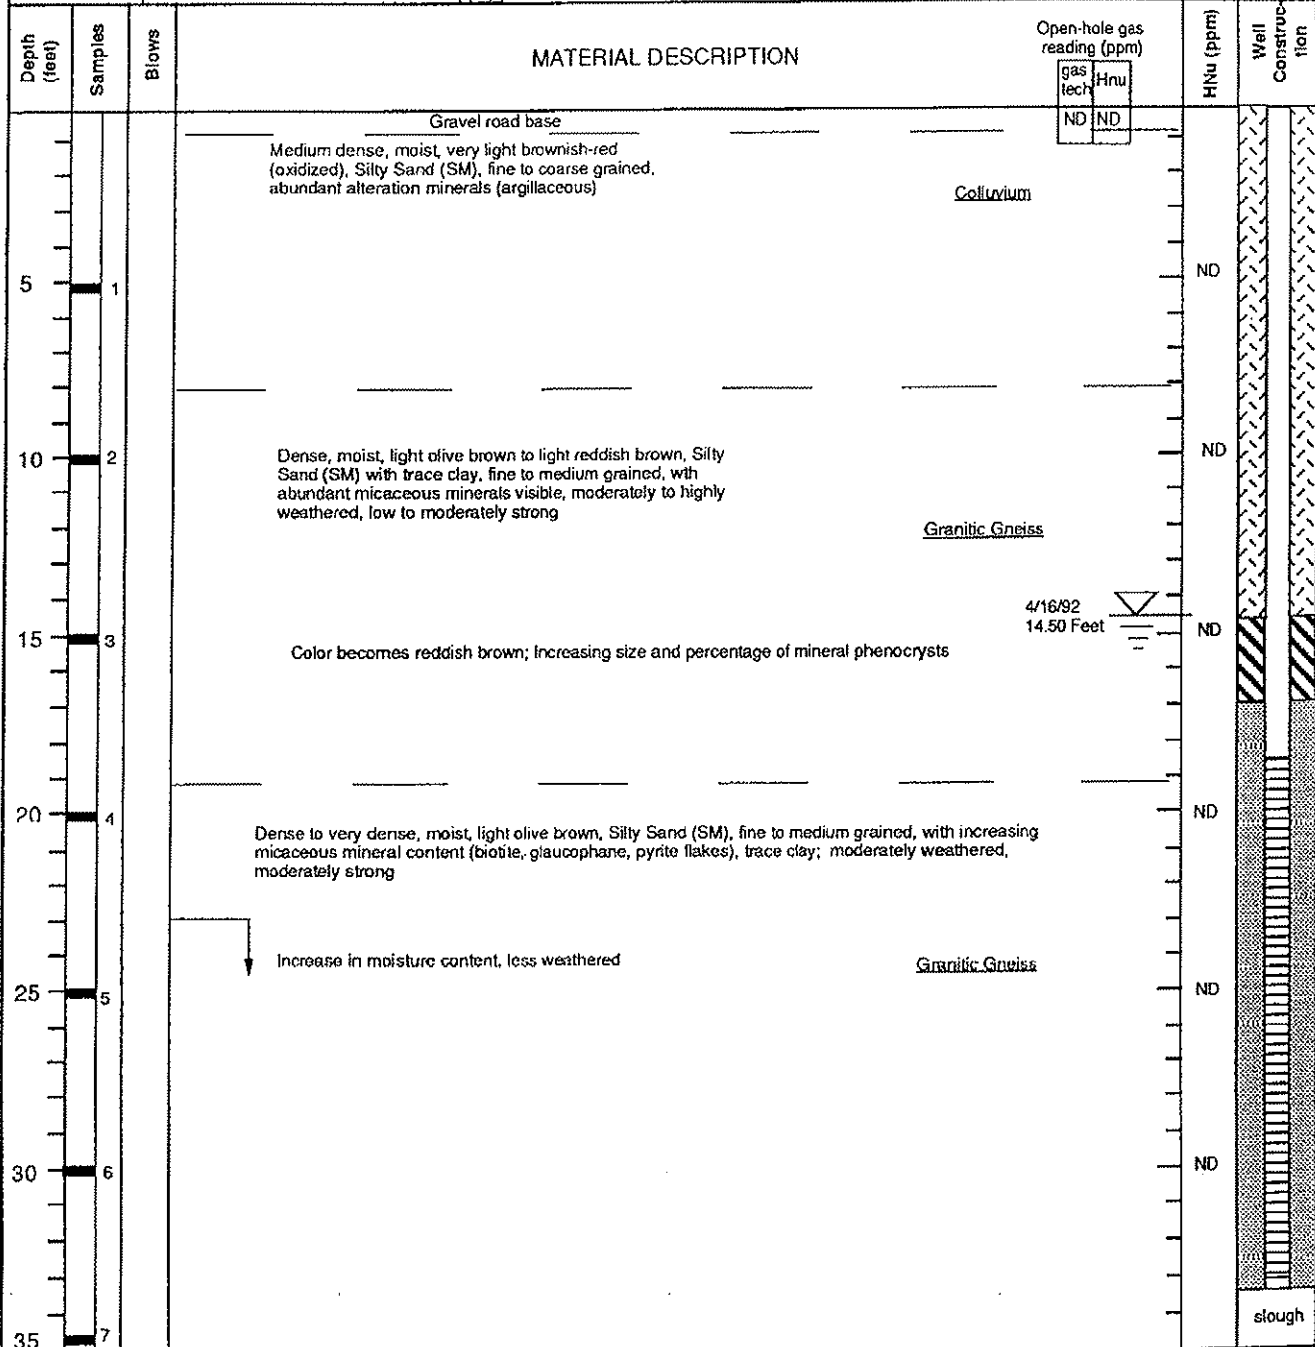 Depth
(feet)
Samples
Blows
MATERIAL DESCRIPTION
Open-hole gas
reading (ppm)
gas
tech
Hnu
HNu (ppm)
Well
Construc-
tion
Gravel road base
ND ND
Medium dense, moist, very light brownish-red
(oxidized), Silty Sand (SM), fine to coarse grained,
abundant alteration minerals (argillaceous)
Colluvium
5
1
ND
10
2
ND
Dense, moist, light olive brown to light reddish brown, Silty
Sand (SM) with trace clay, fine to medium grained, with
abundant micaceous minerals visible, moderately to highly
weathered, low to moderately strong
Granitic Gneiss
4/16/92
14.50 Feet
15
3
ND
Color becomes reddish brown; Increasing size and percentage of mineral phenocrysts
20
4
ND
Dense to very dense, moist, light olive brown, Silty Sand (SM), fine to medium grained, with increasing
micaceous mineral content (biotite, glaucophane, pyrite flakes), trace clay; moderately weathered,
moderately strong
Increase in moisture content, less weathered
Granitic Gneiss
25
5
ND
30
6
ND
slough
35
7